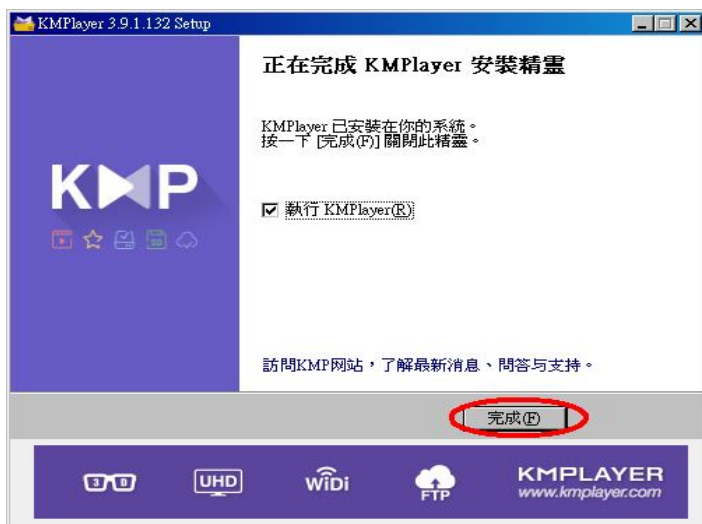 KMPlayer 3.9.1.132 Setup
正在完成 KMPlayer 安裝精靈
KMPlayer 已安裝在你的系統。
按一下 [完成(F)] 關閉此精靈。
KMP
執行 KMPlayer(R)
訪問KMP网站，了解最新消息、問答与支持。
完成(F)
3D
UHD
WiDi
FTP
KMPLAYER
www.kmplayer.com